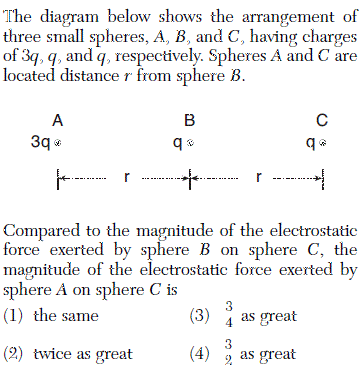 The diagram below shows the arrangement of
three small spheres, A, B, and C, having charges
of 3q, q, and q, respectively. Spheres A and C are
located distance r from sphere B.
A B C
3q q q
r r
Compared to the magnitude of the electrostatic
force exerted by sphere B on sphere C, the
magnitude of the electrostatic force exerted by
sphere A on sphere C is
(1) the same (3) 3/4 as great
(2) twice as great (4) 3/2 as great